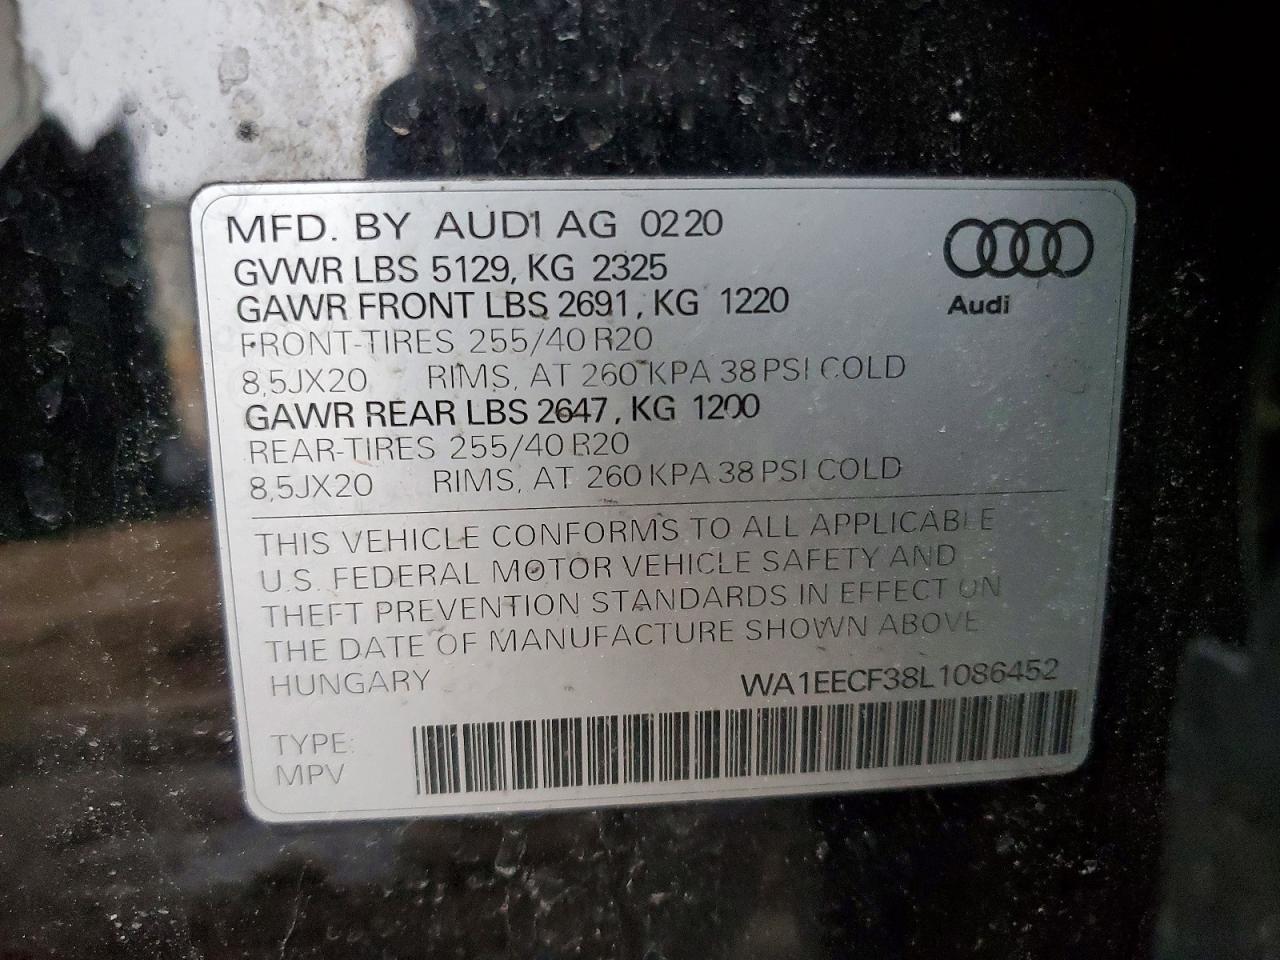 MFD. BY AUDI AG 0220
GVWR LBS 5129, KG 2325
GAWR FRONT LBS 2691, KG 1220
FRONT-TIRES 255/40 R20
8,5JX20 RIMS, AT 260 KPA 38 PSI COLD
GAWR REAR LBS 2647, KG 1200
REAR-TIRES 255/40 R20
8,5JX20 RIMS, AT 260 KPA 38 PSI COLD
Audi
THIS VEHICLE CONFORMS TO ALL APPLICABLE
U.S. FEDERAL MOTOR VEHICLE SAFETY AND
THEFT PREVENTION STANDARDS IN EFFECT ON
THE DATE OF MANUFACTURE SHOWN ABOVE
HUNGARY WA1EECF38L1086452
TYPE:
MPV